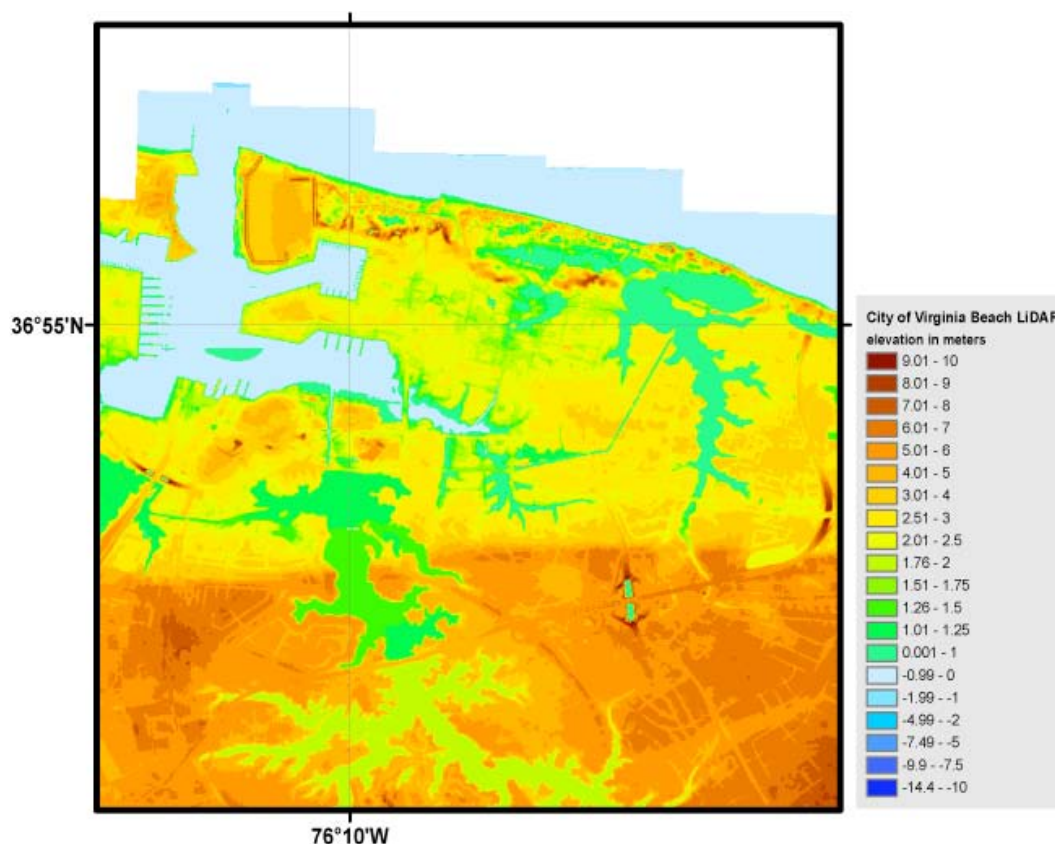 36°55'N
76°10'W
City of Virginia Beach LiDAR
elevation in meters
9.01 - 10
8.01 - 9
7.01 - 8
6.01 - 7
5.01 - 6
4.01 - 5
3.01 - 4
2.51 - 3
2.01 - 2.5
1.76 - 2
1.51 - 1.75
1.26 - 1.5
1.01 - 1.25
0.001 - 1
-0.99 - 0
-1.99 - -1
-4.99 - -2
-7.49 - -5
-9.9 - -7.5
-14.4 - -10